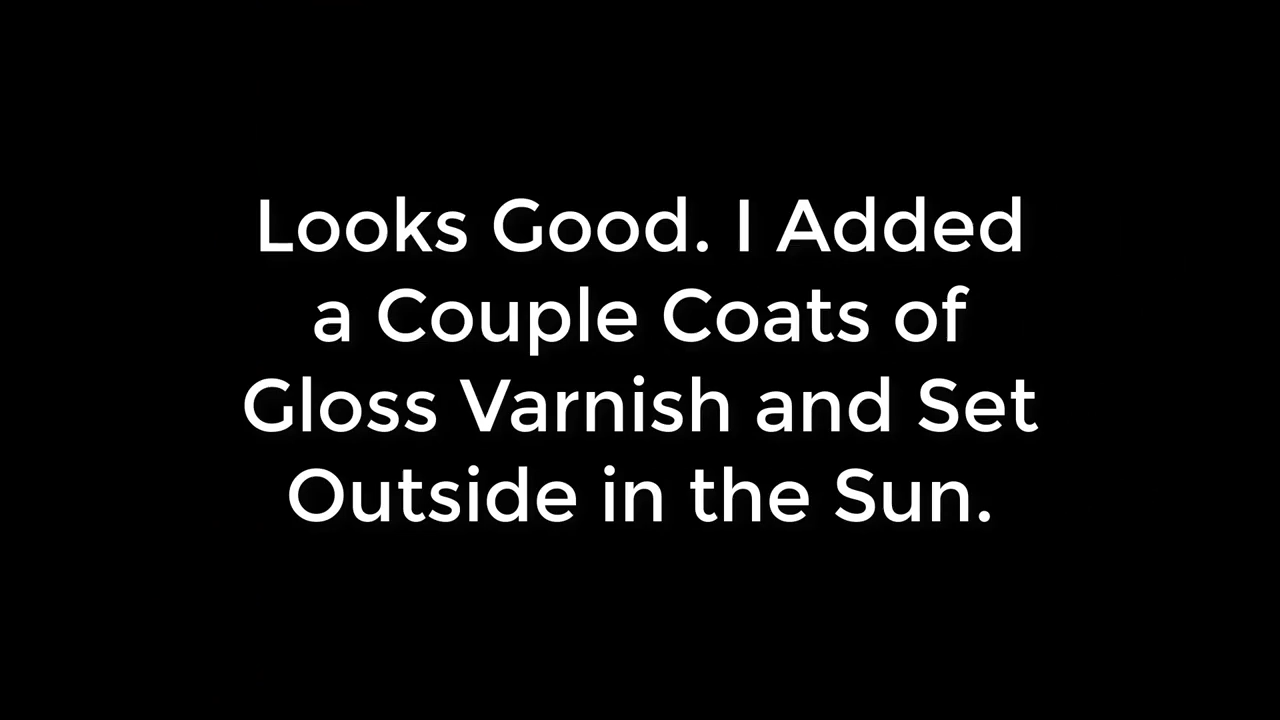 Looks Good. I Added
a Couple Coats of
Gloss Varnish and Set
Outside in the Sun.